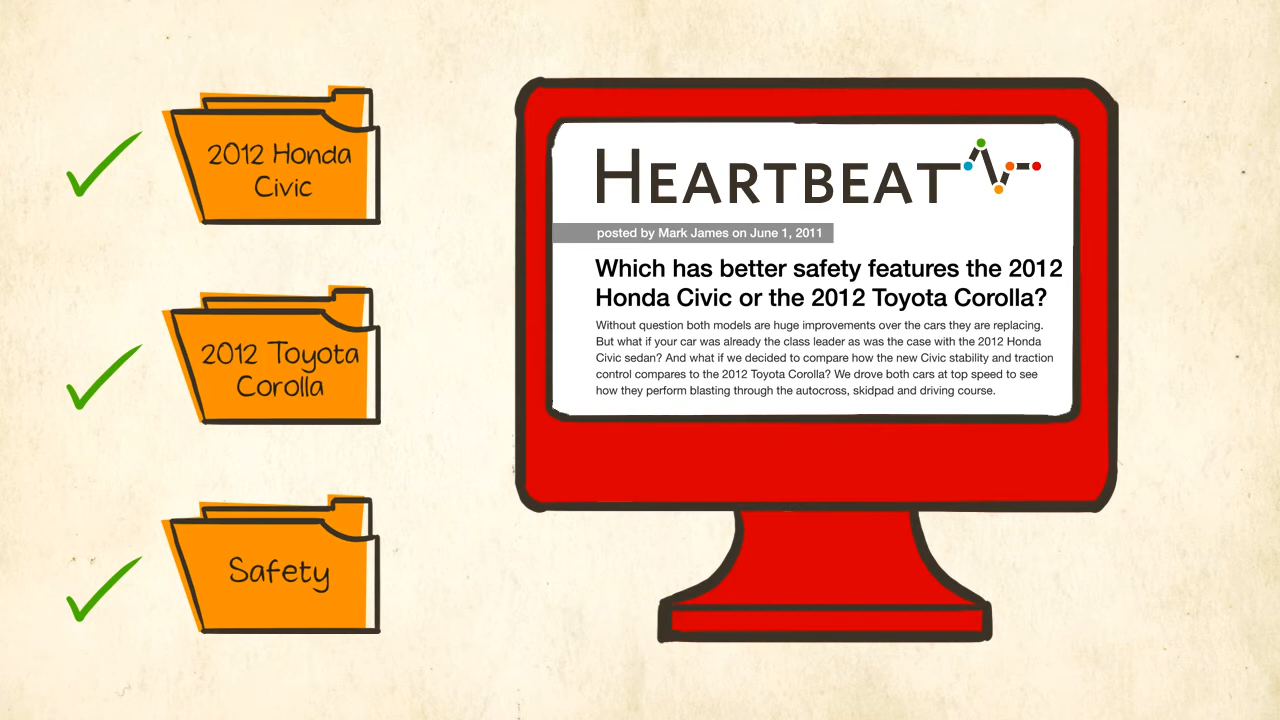 2012 Honda
Civic
2012 Toyota
Corolla
Safety
HEARTBEAT
posted by Mark James on June 1, 2011
Which has better safety features the 2012
Honda Civic or the 2012 Toyota Corolla?
Without question both models are huge improvements over the cars they are replacing.
But what if your car was already the class leader as was the case with the 2012 Honda
Civic sedan? And what if we decided to compare how the new Civic stability and traction
control compares to the 2012 Toyota Corolla? We drove both cars at top speed to see
how they perform blasting through the autocross, skidpad and driving course.